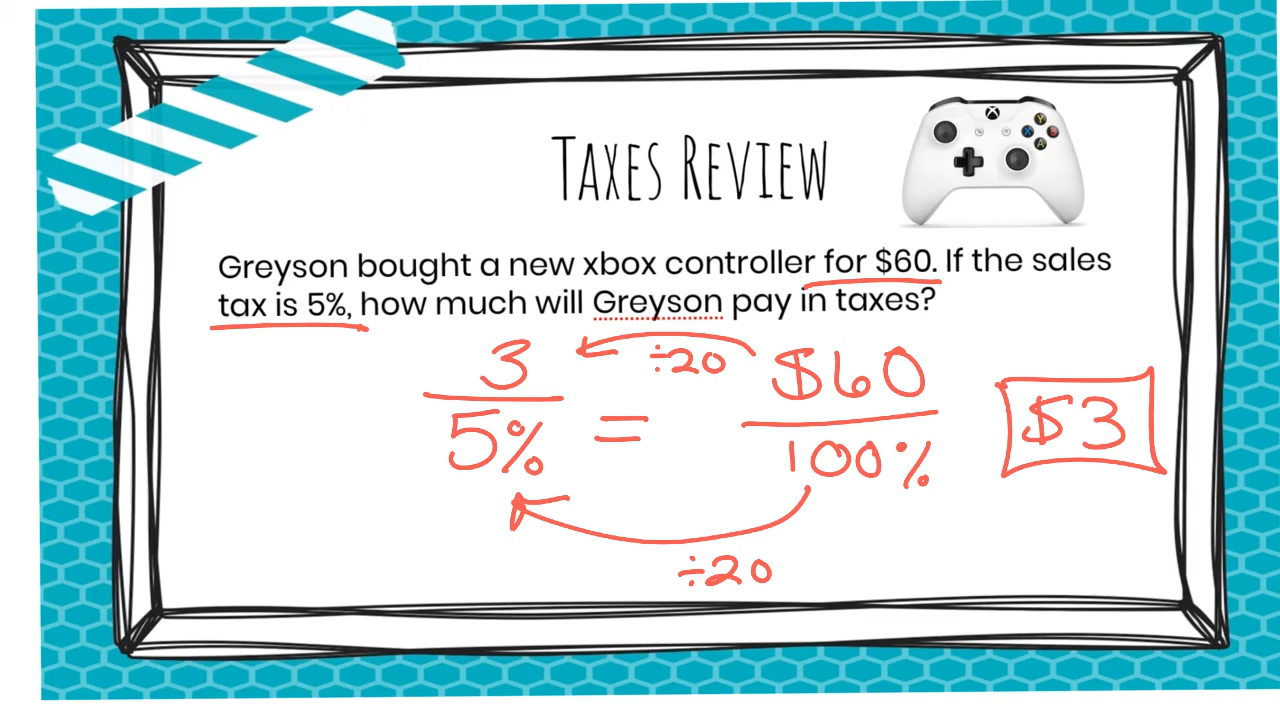 TAXES REVIEW
Y
X B
A
Greyson bought a new xbox controller for $60. If the sales
tax is 5%, how much will Greyson pay in taxes?
3 ÷20 $60
5% = 100% $3
÷20